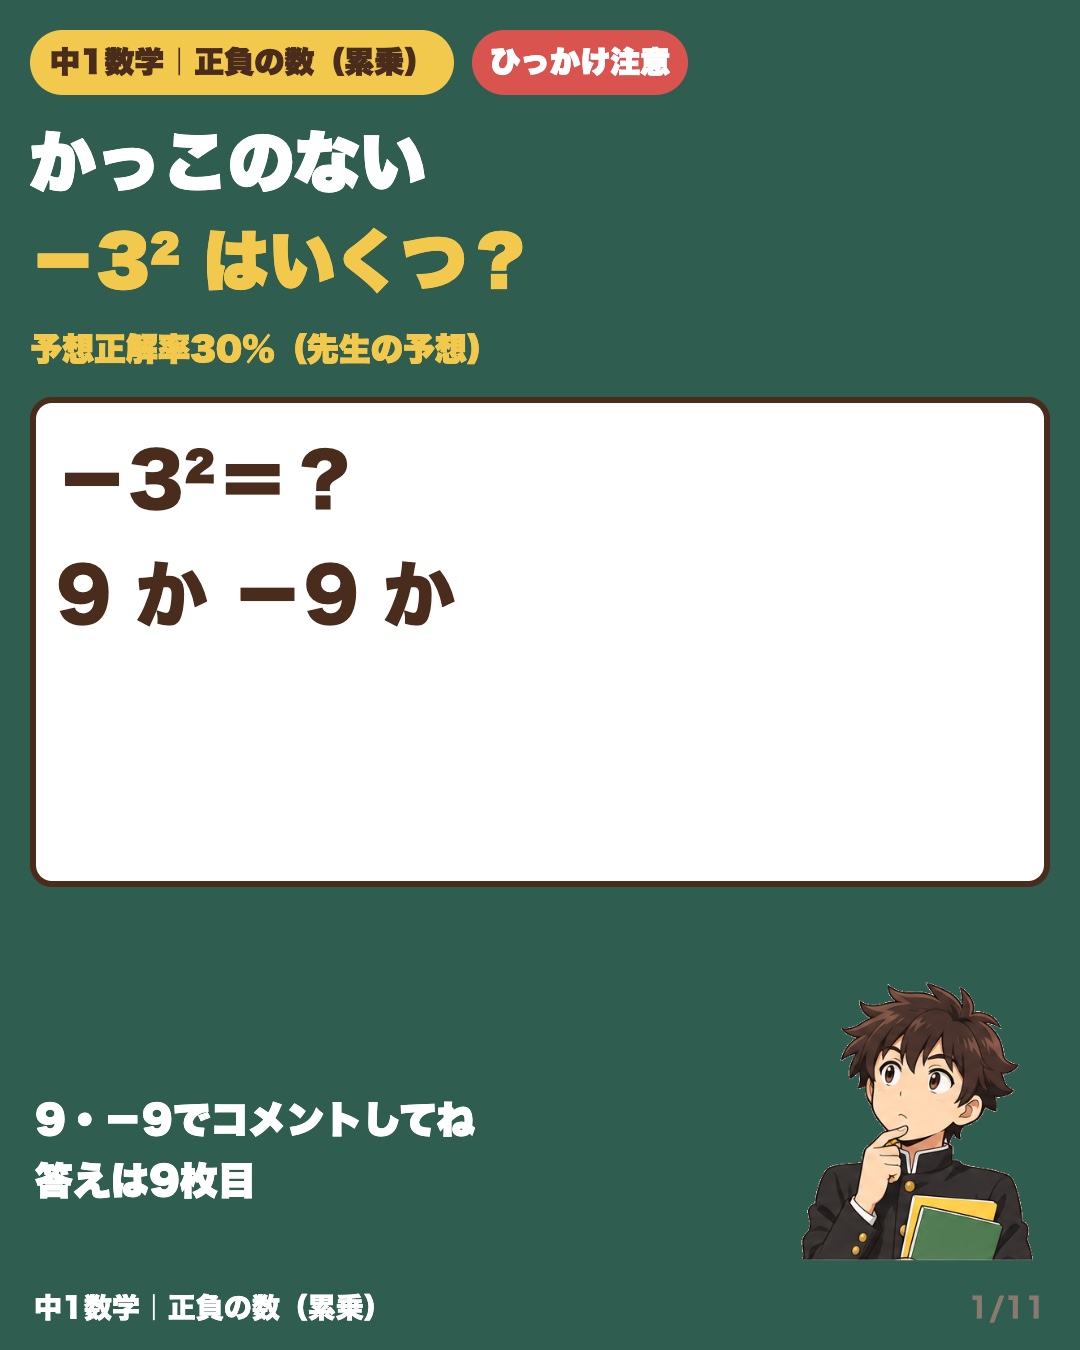 中1数学｜正負の数（累乗）
ひっかけ注意
かっこのない
−3² はいくつ？
予想正解率30%（先生の予想）
−3²＝？
9 か −9 か
9・−9でコメントしてね
答えは9枚目
中1数学｜正負の数（累乗）
1/11